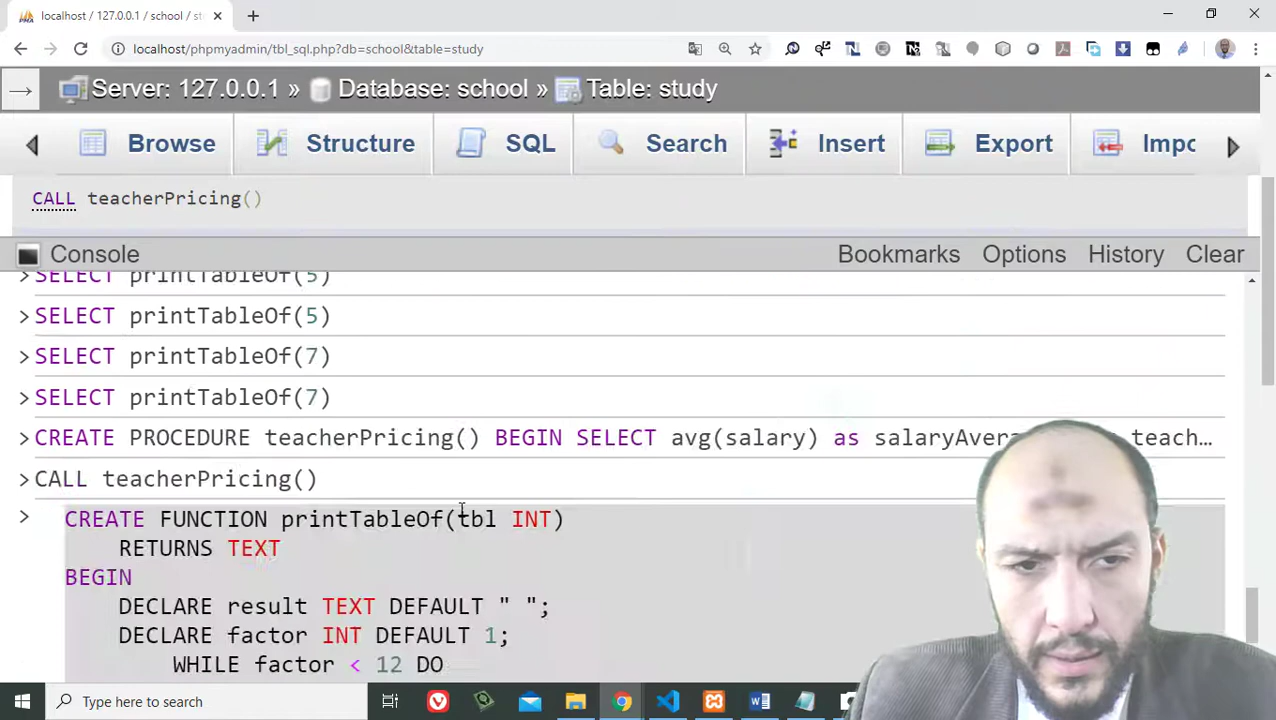 localhost / 127.0.0.1 / school / st
localhost/phpmyadmin/tbl_sql.php?db=school&table=study
Server: 127.0.0.1 » Database: school » Table: study
Browse Structure SQL Search Insert Export Impo
CALL teacherPricing()
Console Bookmarks Options History Clear
>SELECT printTableOf(5)
>SELECT printTableOf(5)
>SELECT printTableOf(7)
>SELECT printTableOf(7)
>CREATE PROCEDURE teacherPricing() BEGIN SELECT avg(salary) as salaryAvera teach…
>CALL teacherPricing()
> CREATE FUNCTION printTableOf(tbl INT)
RETURNS TEXT
BEGIN
DECLARE result TEXT DEFAULT " ";
DECLARE factor INT DEFAULT 1;
WHILE factor < 12 DO
Type here to search